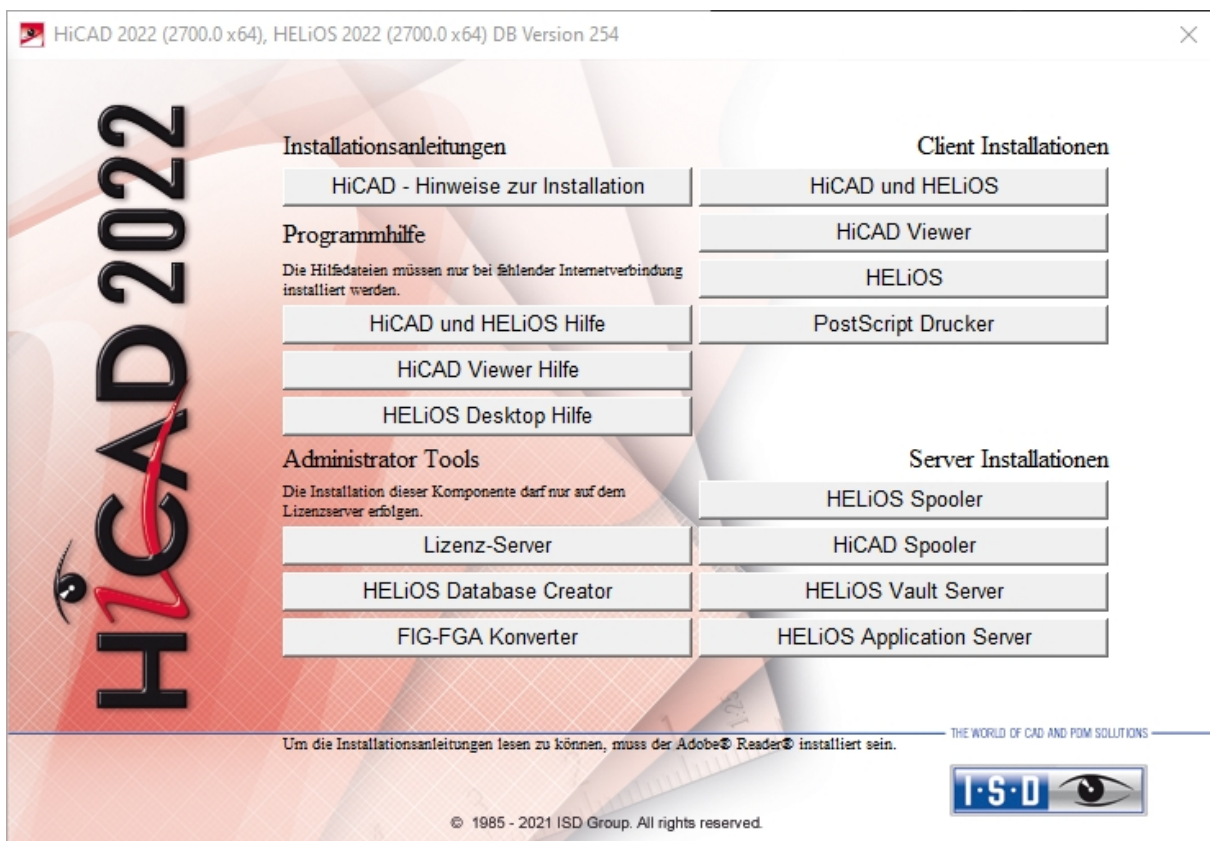 HiCAD 2022 (2700.0 x64), HELiOS 2022 (2700.0 x64) DB Version 254
HiCAD 2022
Installationsanleitungen
HiCAD - Hinweise zur Installation
Programmhilfe
Die Hilfedateien müssen nur bei fehlender Internetverbindung
installiert werden.
HiCAD und HELiOS Hilfe
HiCAD Viewer Hilfe
HELiOS Desktop Hilfe
Administrator Tools
Die Installation dieser Komponente darf nur auf dem
Lizenzserver erfolgen.
Lizenz-Server
HELiOS Database Creator
FIG-FGA Konverter
Client Installationen
HiCAD und HELiOS
HiCAD Viewer
HELiOS
PostScript Drucker
Server Installationen
HELiOS Spooler
HiCAD Spooler
HELiOS Vault Server
HELiOS Application Server
1:25
Um die Installationsanleitungen lesen zu können, muss der Adobe® Reader® installiert sein.
THE WORLD OF CAD AND PDM SOLUTIONS
I·S·D
© 1985 - 2021 ISD Group. All rights reserved.